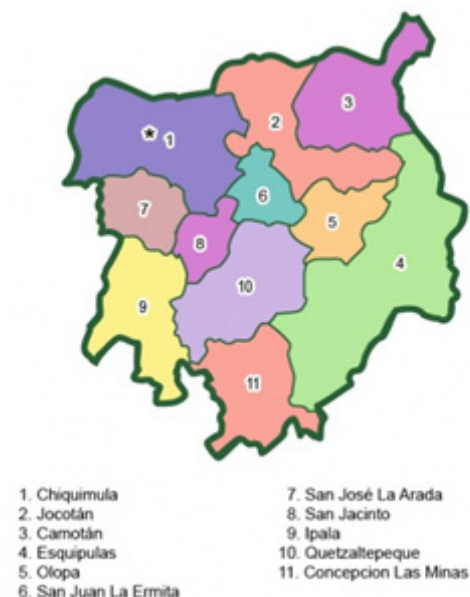 3
2
★ 1
6
7
5
8
4
10
9
11
1. Chiquimula
2. Jocotán
3. Camotán
4. Esquipulas
5. Olopa
6. San Juan La Ermita
7. San José La Arada
8. San Jacinto
9. Ipala
10. Quetzaltepeque
11. Concepcion Las Minas